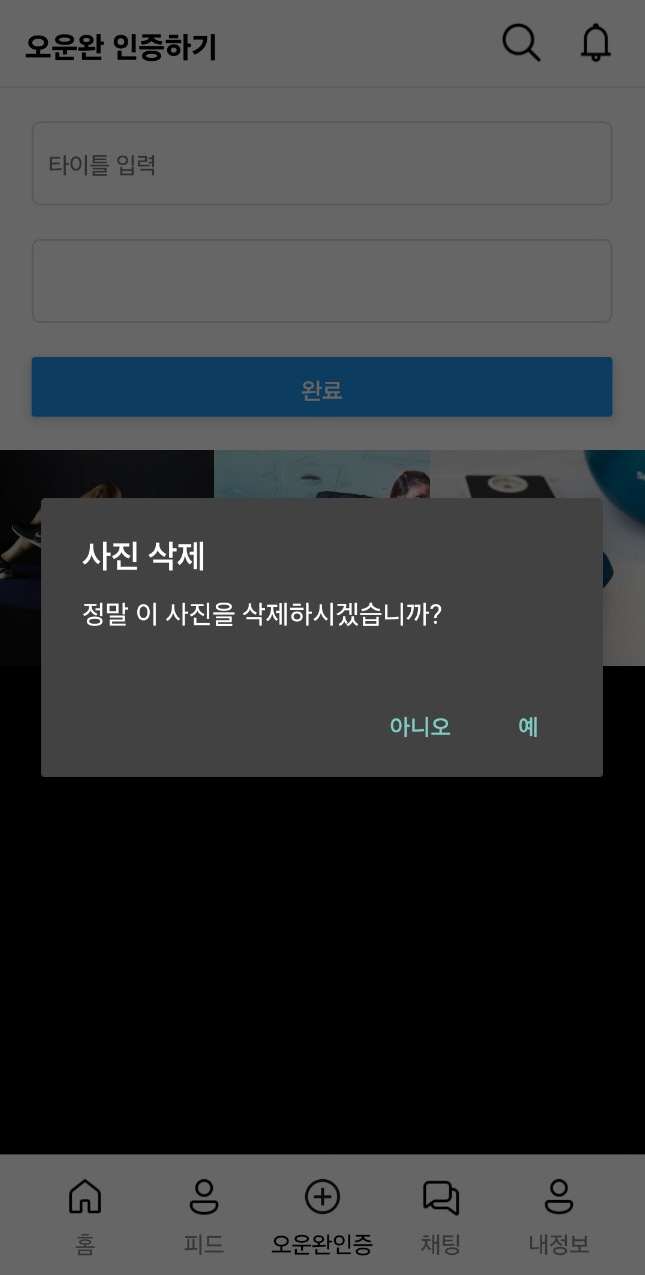 오운완 인증하기
타이틀 입력
완료
사진 삭제
정말 이 사진을 삭제하시겠습니까?
아니오 예
홈 피드 오운완인증 채팅 내정보